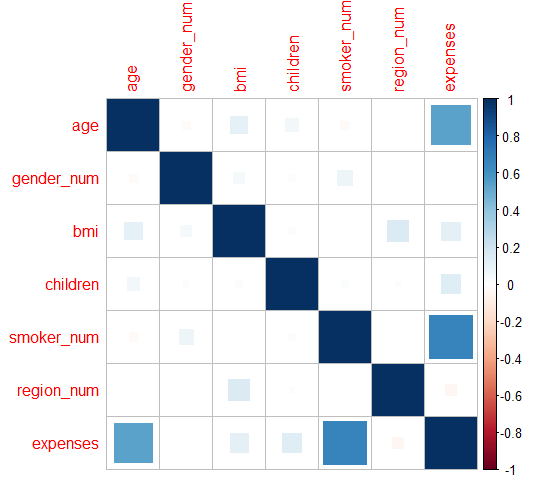 age
gender_num
bmi
children
smoker_num
region_num
expenses
age
gender_num
bmi
children
smoker_num
region_num
expenses
1
0.8
0.6
0.4
0.2
0
-0.2
-0.4
-0.6
-0.8
-1